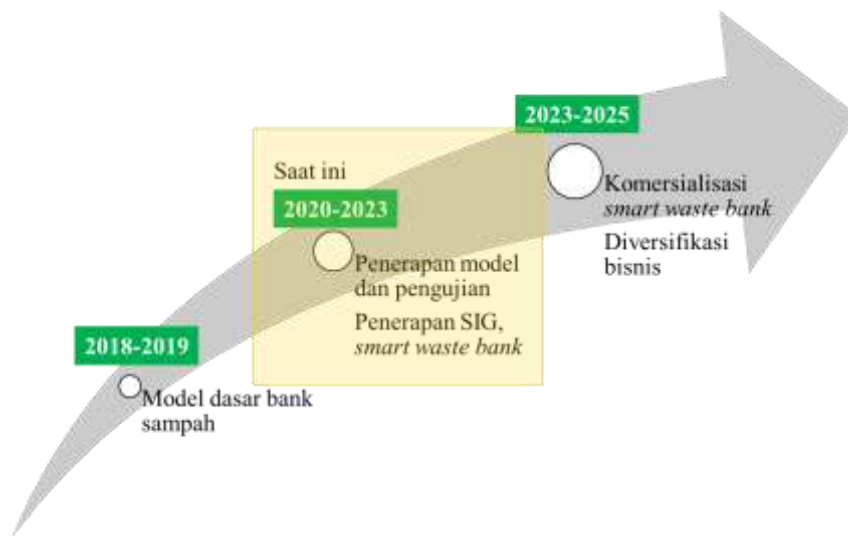 2018-2019
Model dasar bank
sampah
Saat ini
2020-2023
Penerapan model
dan pengujian
Penerapan SIG,
smart waste bank
2023-2025
Komersialisasi
smart waste bank
Diversifikasi
bisnis